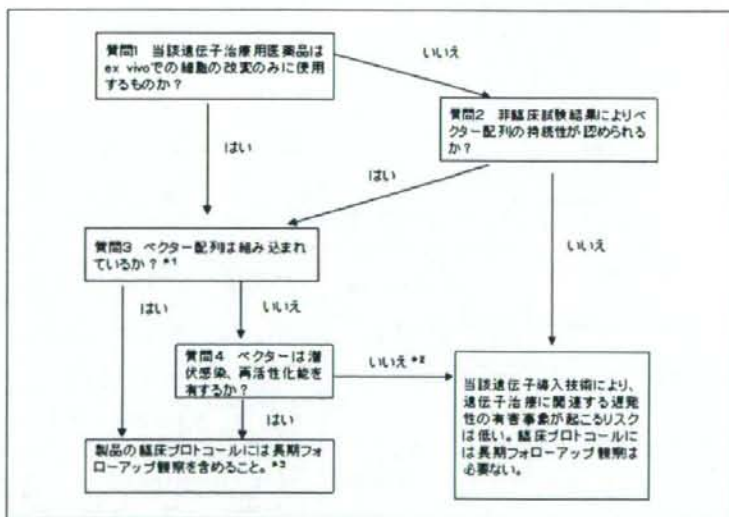 質問1 当該遺伝子治療用医薬品は
ex vivoでの細胞の改変のみに使用
するものか?
いいえ
質問2 非臨床試験結果によりベ
クター配列の持続性が認められる
か?
はい
はい
質問3 ベクター配列は組み込まれ
ているか? *1
いいえ
はい
いいえ
質問4 ベクターは潜
伏感染、再活性化能を
有するか?
いいえ *2
当該遺伝子導入技術により、
遺伝子治療に関連する遅発
性の有害事象が起こるリスク
は低い。臨床プロトコールに
は長期フォローアップ観察は
必要ない。
はい
製品の臨床プロトコールには長期フォ
ローアップ観察を含めること。*3